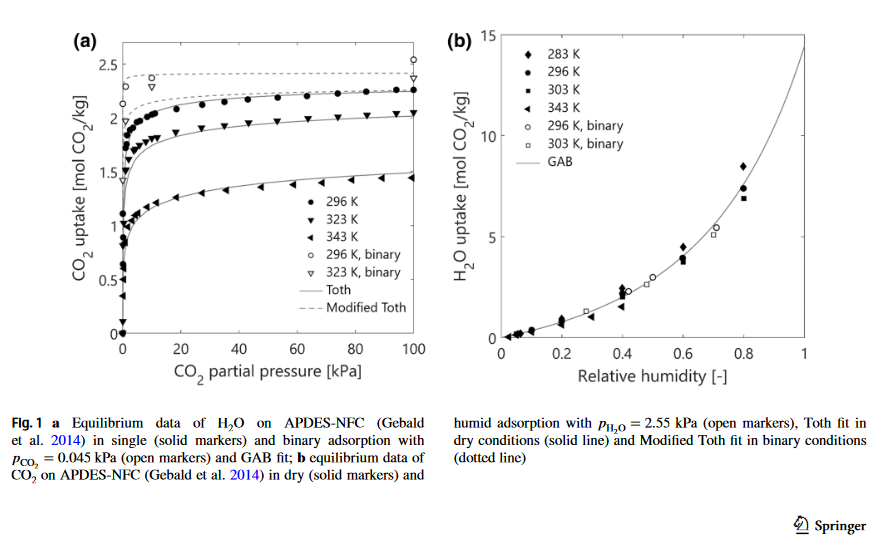 (a)
CO2 uptake [mol CO2/kg]
2.5
2
1.5
1
0.5
0
0 20 40 60 80 100
CO2 partial pressure [kPa]
296 K
323 K
343 K
296 K, binary
323 K, binary
Toth
Modified Toth
(b)
H2O uptake [mol CO2/kg]
15
10
5
0
0 0.2 0.4 0.6 0.8 1
Relative humidity [-]
283 K
296 K
303 K
343 K
296 K, binary
303 K, binary
GAB
Fig. 1 a Equilibrium data of H2O on APDES-NFC (Gebald
et al. 2014) in single (solid markers) and binary adsorption with
pCO2 = 0.045 kPa (open markers) and GAB fit; b equilibrium data of
CO2 on APDES-NFC (Gebald et al. 2014) in dry (solid markers) and
humid adsorption with pH2O = 2.55 kPa (open markers), Toth fit in
dry conditions (solid line) and Modified Toth fit in binary conditions
(dotted line)
Springer